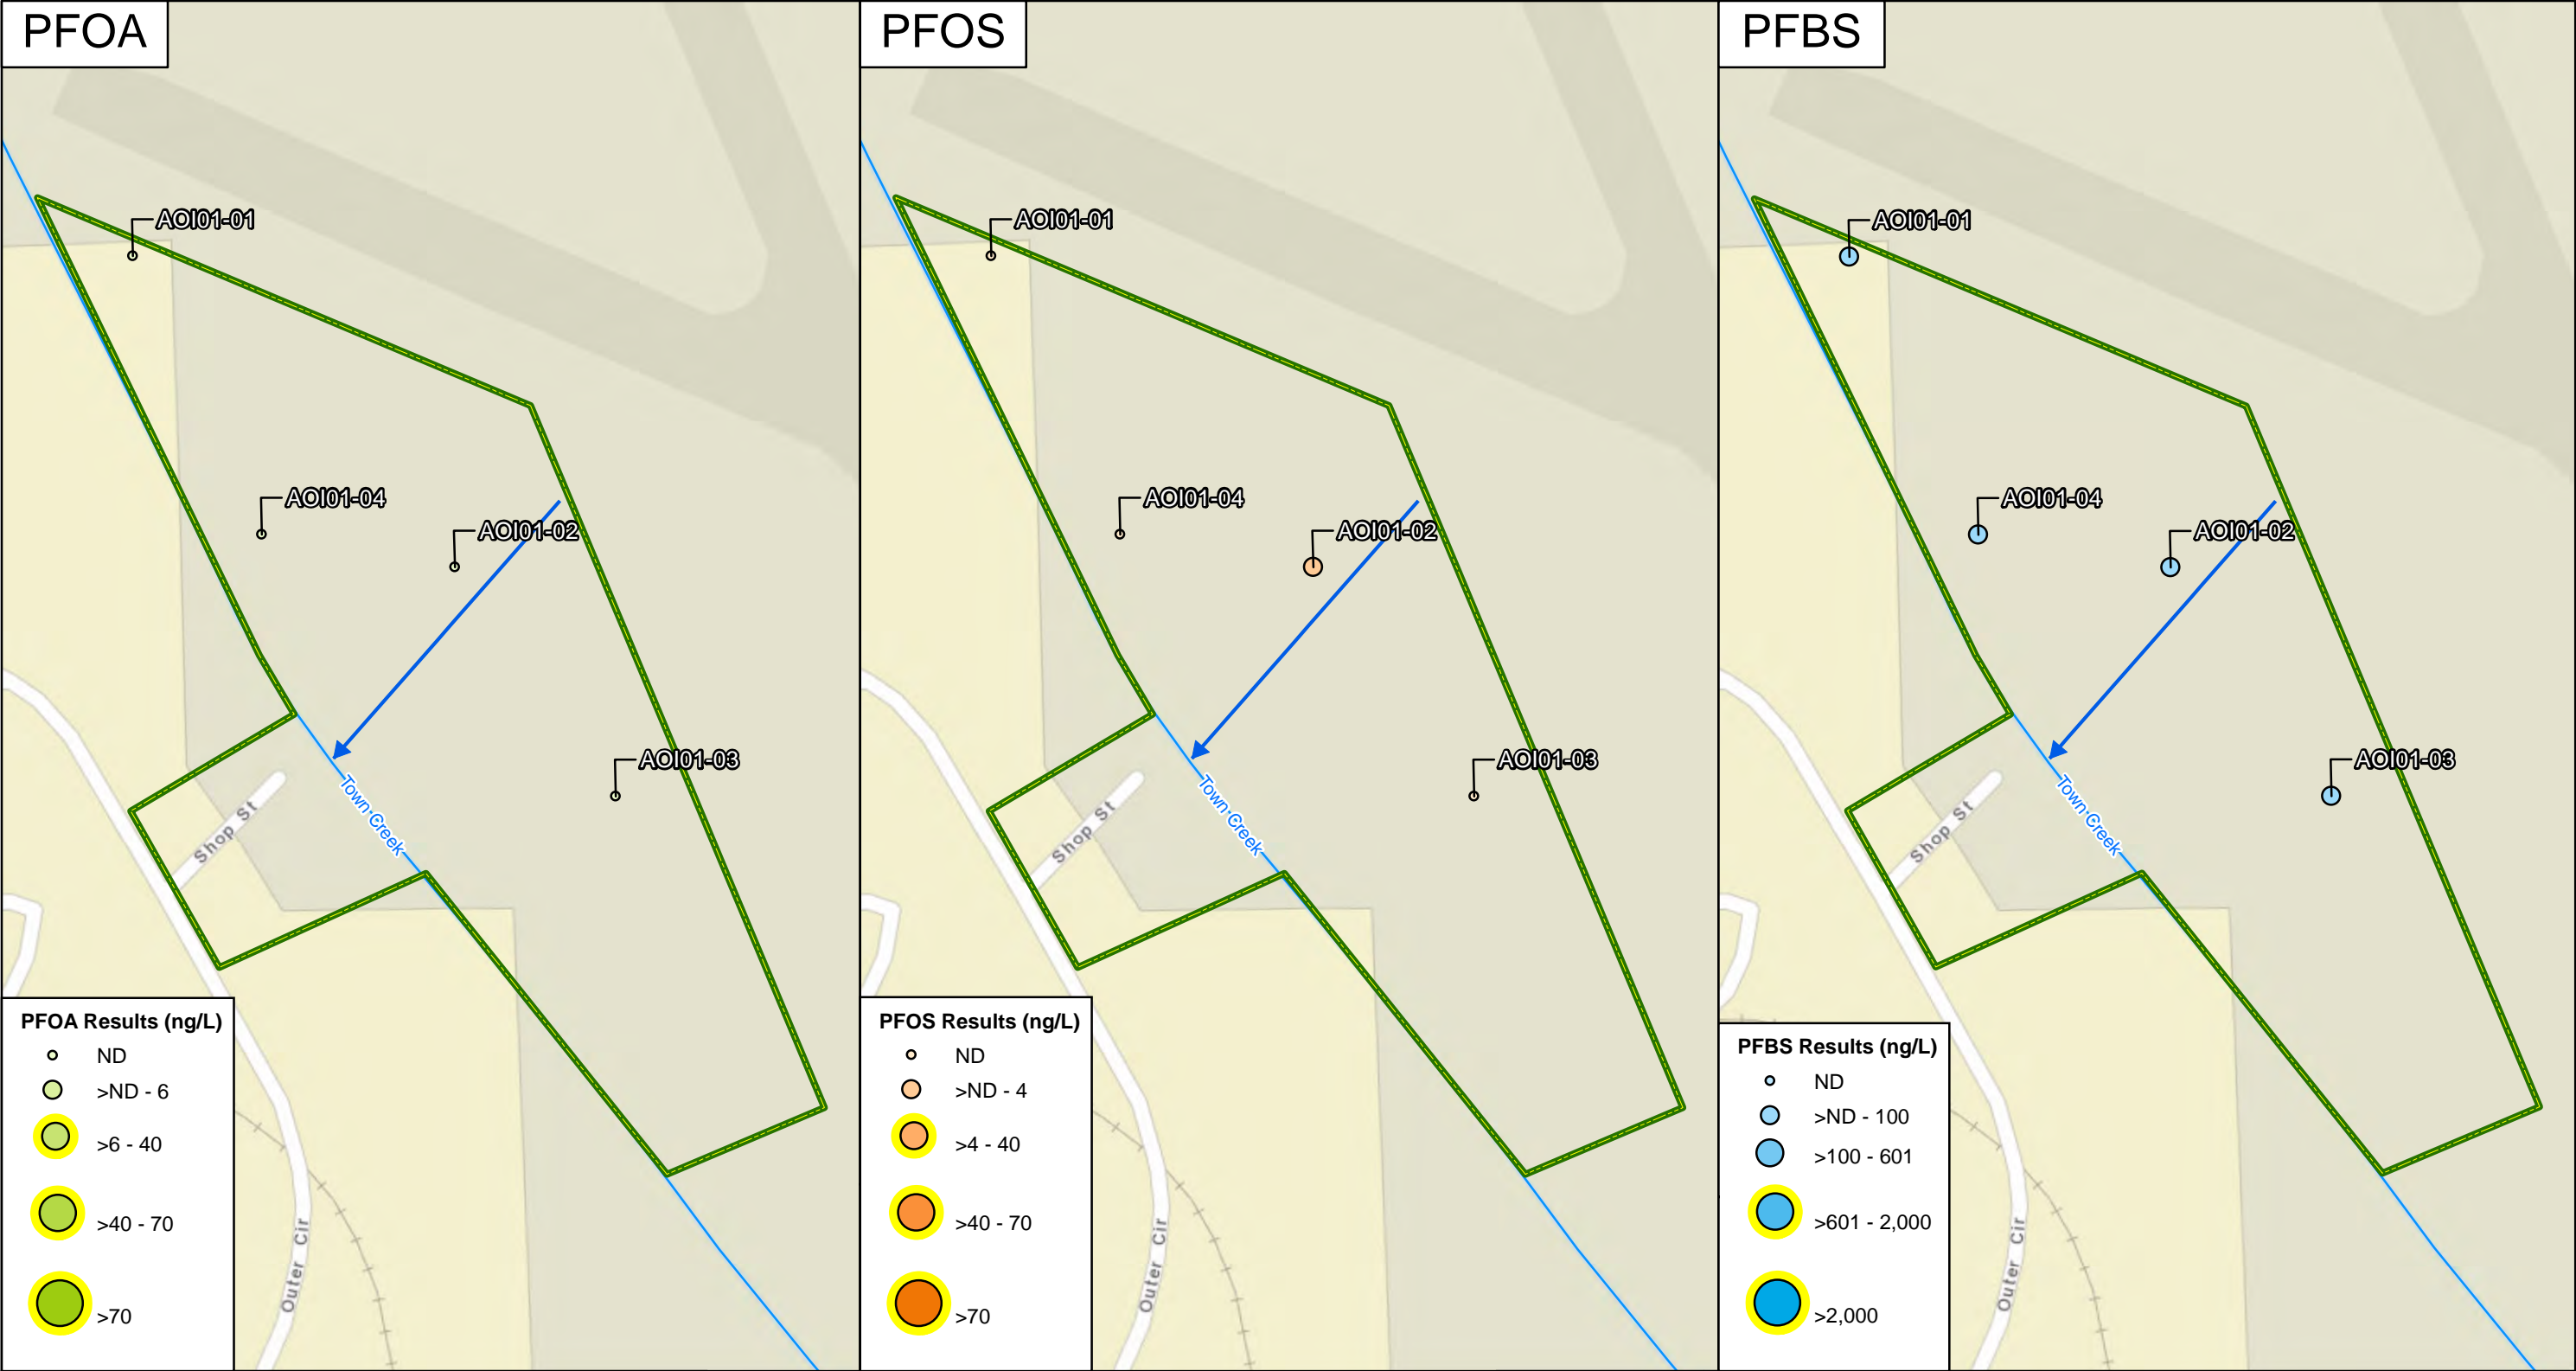 PFOA
AOI01-01
AOI01-04
AOI01-02
AOI01-03
Town Creek
Shop St
Outer Cir
PFOA Results (ng/L)
ND
>ND - 6
>6 - 40
>40 - 70
>70
PFOS
AOI01-01
AOI01-04
AOI01-02
AOI01-03
Town Creek
Shop St
Outer Cir
PFOS Results (ng/L)
ND
>ND - 4
>4 - 40
>40 - 70
>70
PFBS
AOI01-01
AOI01-04
AOI01-02
AOI01-03
Town Creek
Shop St
Outer Cir
PFBS Results (ng/L)
ND
>ND - 100
>100 - 601
>601 - 2,000
>2,000